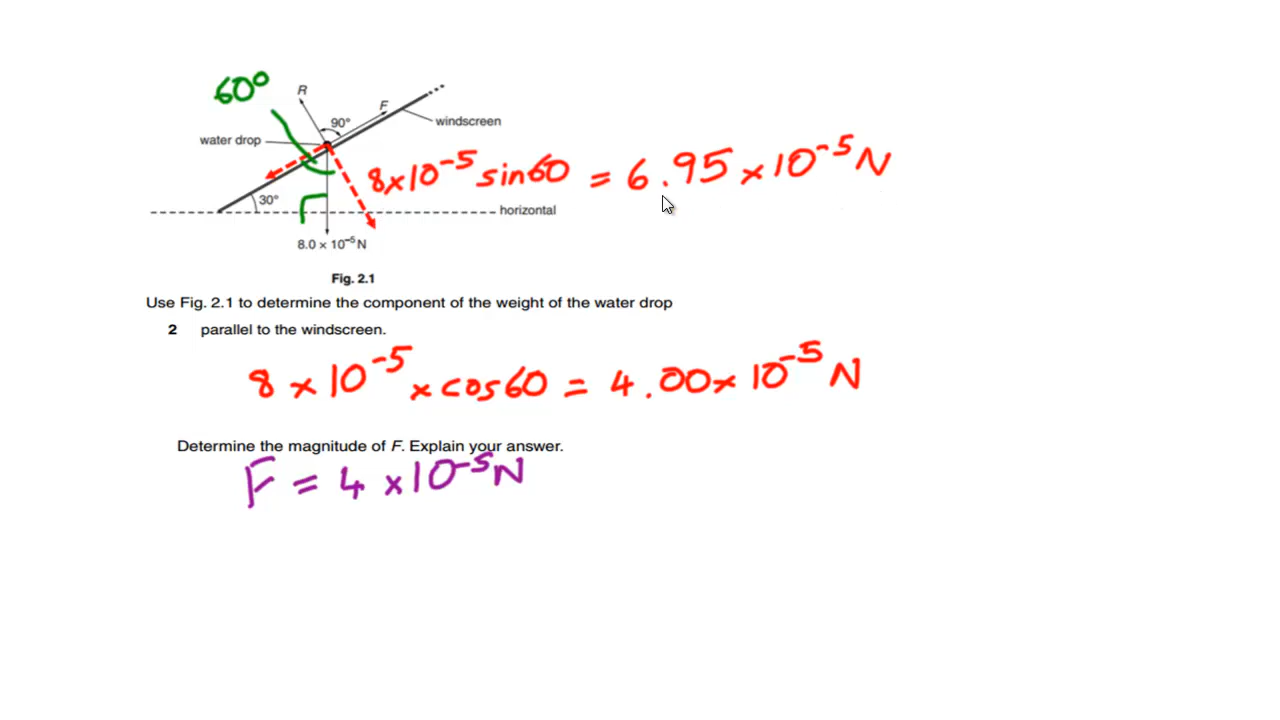 60°
R
F
90°
windscreen
water drop
8×10⁻⁵ sin60 = 6.95 × 10⁻⁵ N
30°
horizontal
8.0 × 10⁻⁵ N
Fig. 2.1
Use Fig. 2.1 to determine the component of the weight of the water drop
2 parallel to the windscreen.
8 × 10⁻⁵ × cos60 = 4.00 × 10⁻⁵ N
Determine the magnitude of F. Explain your answer.
F = 4 × 10⁻⁵ N